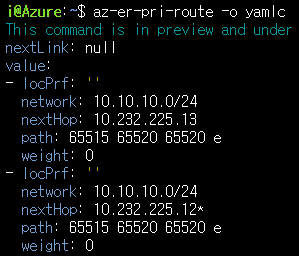 i@Azure:~$ az-er-pri-route -o yamlc
This command is in preview and under
nextLink: null
value:
- locPrf: ''
  network: 10.10.10.0/24
  nextHop: 10.232.225.13
  path: 65515 65520 65520 e
  weight: 0
- locPrf: ''
  network: 10.10.10.0/24
  nextHop: 10.232.225.12*
  path: 65515 65520 65520 e
  weight: 0